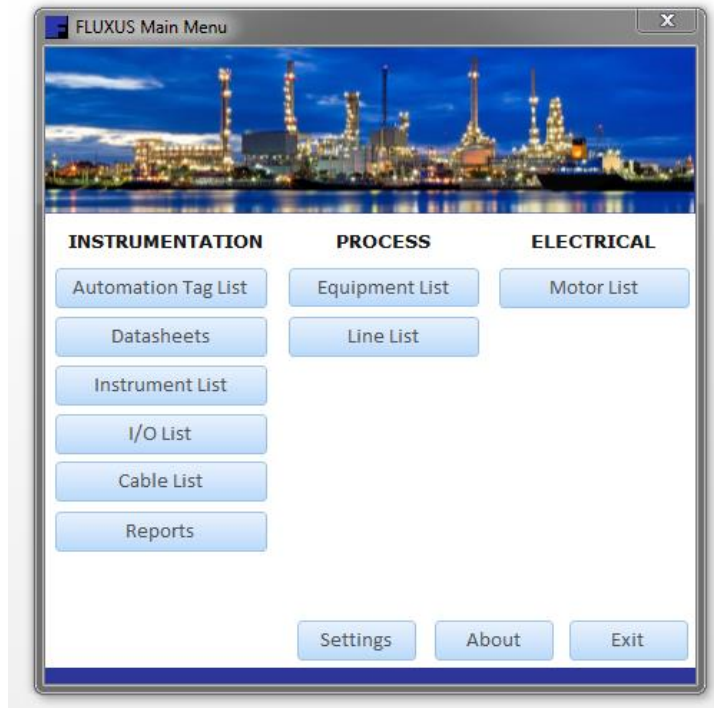 FLUXUS Main Menu
INSTRUMENTATION PROCESS ELECTRICAL
Automation Tag List Equipment List Motor List
Datasheets Line List
Instrument List
I/O List
Cable List
Reports
Settings About Exit